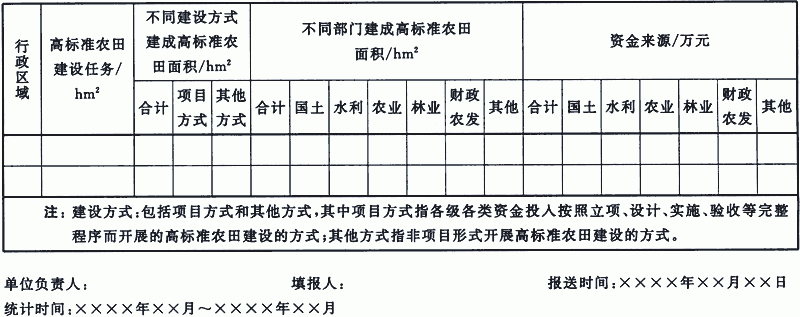 行政区域
高标准农田
建设任务/
hm²
不同建设方式
建成高标准农
田面积/hm²
不同部门建成高标准农田
面积/hm²
资金来源/万元
合计 项目方式 其他方式 合计 国土 水利 农业 林业 财政农发 其他 合计 国土 水利 农业 林业 财政农发 其他
注：建设方式：包括项目方式和其他方式，其中项目方式指各级各类资金投入按照立项、设计、实施、验收等完整
程序而开展的高标准农田建设的方式；其他方式指非项目形式开展高标准农田建设的方式。
单位负责人： 填报人： 报送时间：××××年××月××日
统计时间：××××年××月～××××年××月